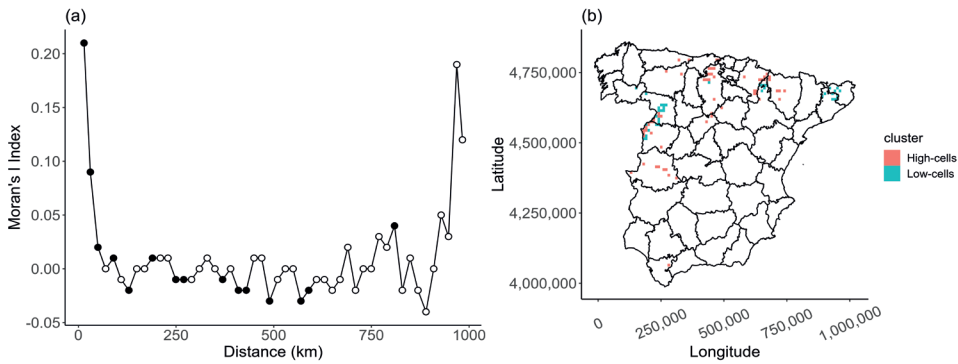 (a)
Moran's I Index
0.20
0.15
0.10
0.05
0.00
-0.05
0
250
500
750
1000
Distance (km)
(b)
Latitude
4,750,000
4,500,000
4,250,000
4,000,000
0
250,000
500,000
750,000
1,000,000
Longitude
cluster
High-cells
Low-cells